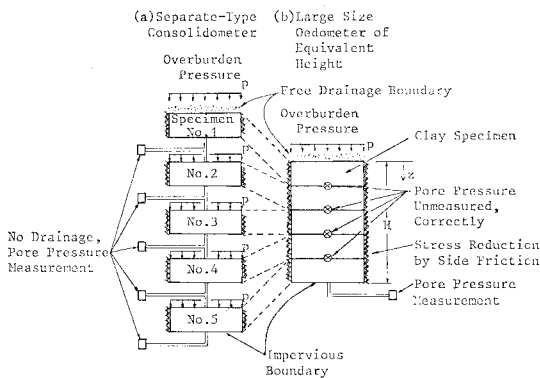 (a)Separate-Type
Consolidometer
(b)Large Size
Oedometer of
Equivalent
Height
Overburden
Pressure
p
Free Drainage Boundary
Overburden
Pressure
p
Specimen
No.1
Clay Specimen
p
No.2
z
Pore Pressure
Unmeasured,
Correctly
p
No.3
H
No Drainage,
Pore Pressure
Measurement
Stress Reduction
by Side Friction
p
No.4
Pore Pressure
Measurement
p
No.5
Impervious
Boundary